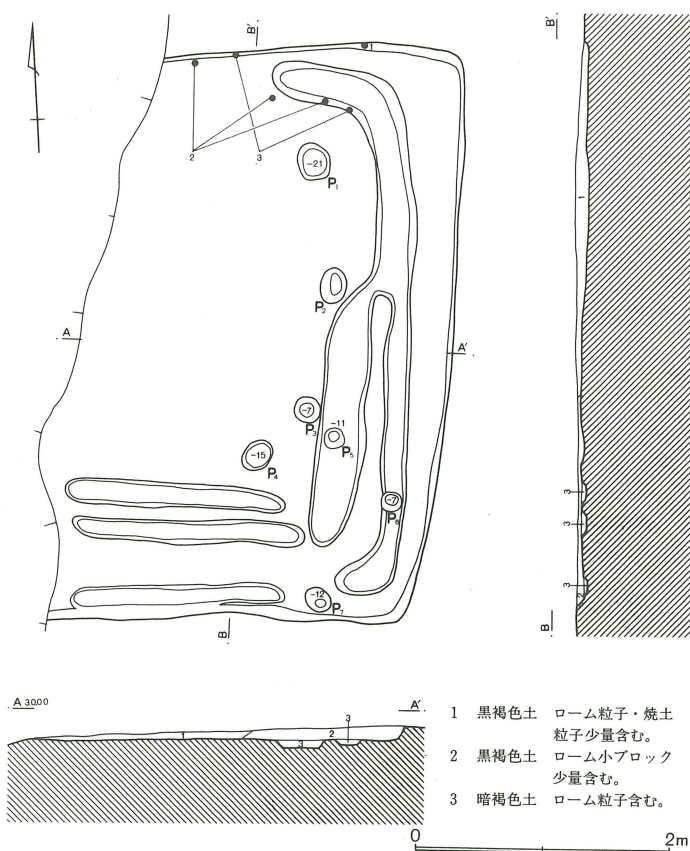 B'
B'
1
2
3
-21
P1
P2
A
A'
1
-7
P3
-11
P5
-15
P4
-7
P6
3
3
-12
P7
3
2
B
B
A 30.00
A'
1
2
3
3
1 黒褐色土 ローム粒子・焼土
粒子少量含む。
2 黒褐色土 ローム小ブロック
少量含む。
3 暗褐色土 ローム粒子含む。
0
2m